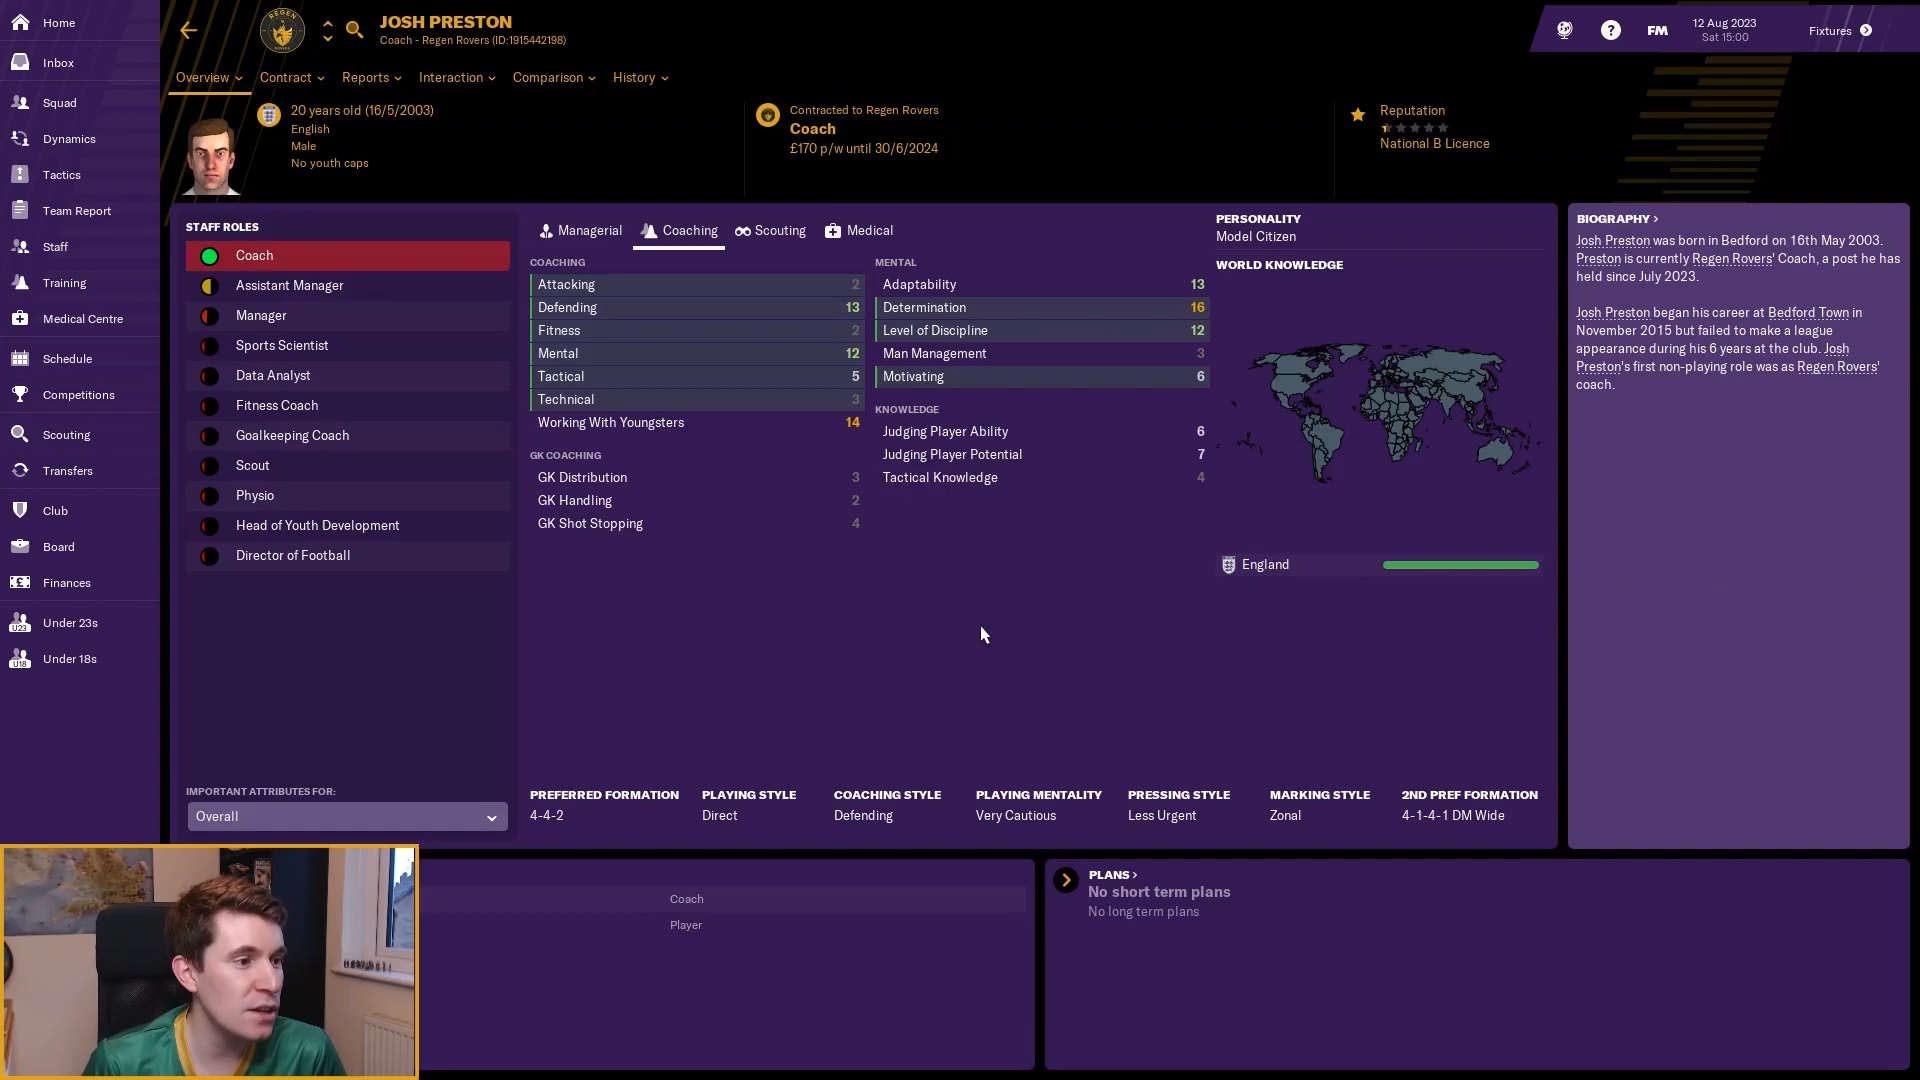 Home
Inbox
Squad
Dynamics
Tactics
Team Report
Staff
Training
Medical Centre
Schedule
Competitions
Scouting
Transfers
Club
Board
Finances
U23
Under 23s
U18
Under 18s
REGEN
ROVERS
JOSH PRESTON
Coach - Regen Rovers (ID:1915442198)
?
FM
12 Aug 2023
Sat 15:00
Fixtures
Overview
Contract
Reports
Interaction
Comparison
History
20 years old (16/5/2003)
English
Male
No youth caps
Contracted to Regen Rovers
Coach
£170 p/w until 30/6/2024
Reputation
National B Licence
STAFF ROLES
Coach
Assistant Manager
Manager
Sports Scientist
Data Analyst
Fitness Coach
Goalkeeping Coach
Scout
Physio
Head of Youth Development
Director of Football
IMPORTANT ATTRIBUTES FOR:
Overall
Managerial
Coaching
Scouting
Medical
COACHING
Attacking 2
Defending 13
Fitness 2
Mental 12
Tactical 5
Technical 3
Working With Youngsters 14
GK COACHING
GK Distribution 3
GK Handling 2
GK Shot Stopping 4
MENTAL
Adaptability 13
Determination 16
Level of Discipline 12
Man Management 3
Motivating 6
KNOWLEDGE
Judging Player Ability 6
Judging Player Potential 7
Tactical Knowledge 4
PERSONALITY
Model Citizen
WORLD KNOWLEDGE
England
PREFERRED FORMATION
4-4-2
PLAYING STYLE
Direct
COACHING STYLE
Defending
PLAYING MENTALITY
Very Cautious
PRESSING STYLE
Less Urgent
MARKING STYLE
Zonal
2ND PREF FORMATION
4-1-4-1 DM Wide
BIOGRAPHY >
Josh Preston was born in Bedford on 16th May 2003.
Preston is currently Regen Rovers' Coach, a post he has
held since July 2023.
Josh Preston began his career at Bedford Town in
November 2015 but failed to make a league
appearance during his 6 years at the club. Josh
Preston's first non-playing role was as Regen Rovers'
coach.
Coach
Player
PLANS >
No short term plans
No long term plans